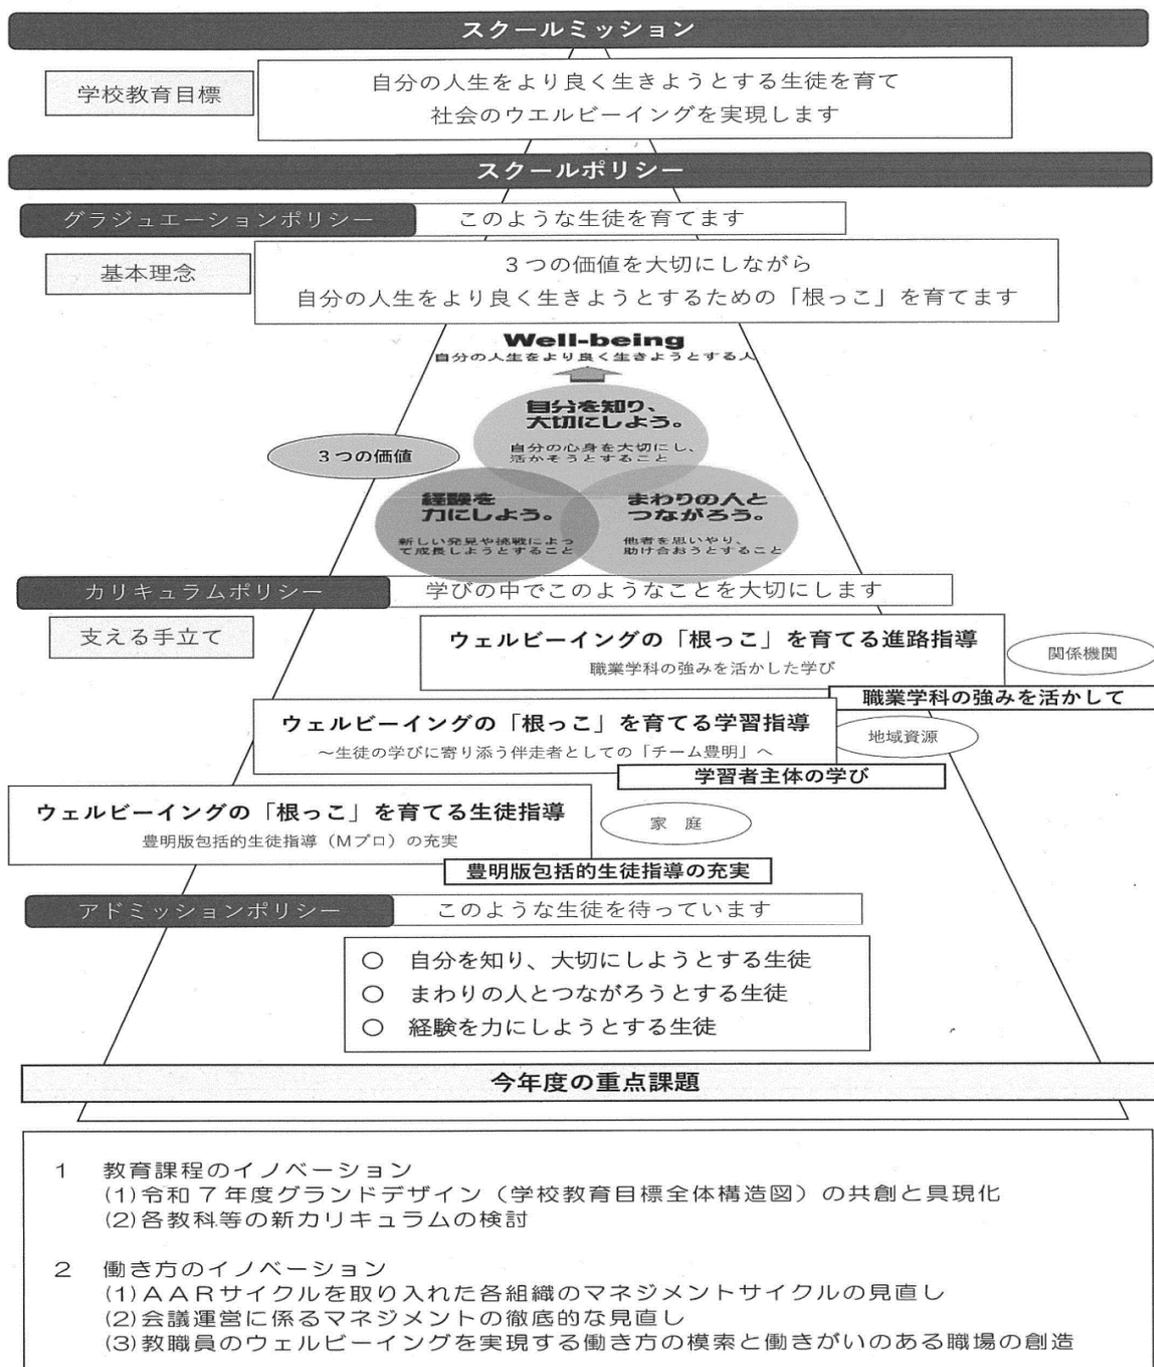 スクールミッション
学校教育目標
自分の人生をより良く生きようとする生徒を育て
社会のウエルビーイングを実現します
スクールポリシー
グラジュエーションポリシー
このような生徒を育てます
基本理念
3つの価値を大切にしながら
自分の人生をより良く生きようとするための「根っこ」を育てます
Well-being
自分の人生をより良く生きようとする人
自分を知り、
大切にしよう。
自分の心身を大切にし、
活かそうとすること
3つの価値
経験を
力にしよう。
新しい発見や挑戦によっ
て成長しようとすること
まわりの人と
つながろう。
他者を思いやり、
助け合おうとすること
カリキュラムポリシー
学びの中でこのようなことを大切にします
支える手立て
ウェルビーイングの「根っこ」を育てる進路指導
職業学科の強みを活かした学び
関係機関
職業学科の強みを活かして
ウェルビーイングの「根っこ」を育てる学習指導
～生徒の学びに寄り添う伴走者としての「チーム豊明」へ
地域資源
学習者主体の学び
ウェルビーイングの「根っこ」を育てる生徒指導
豊明版包括的生徒指導（Mプロ）の充実
家　庭
豊明版包括的生徒指導の充実
アドミッションポリシー
このような生徒を待っています
○　自分を知り、大切にしようとする生徒
○　まわりの人とつながろうとする生徒
○　経験を力にしようとする生徒
今年度の重点課題
1　教育課程のイノベーション
(1)令和７年度グランドデザイン（学校教育目標全体構造図）の共創と具現化
(2)各教科等の新カリキュラムの検討
2　働き方のイノベーション
(1)ＡＡＲサイクルを取り入れた各組織のマネジメントサイクルの見直し
(2)会議運営に係るマネジメントの徹底的な見直し
(3)教職員のウェルビーイングを実現する働き方の模索と働きがいのある職場の創造